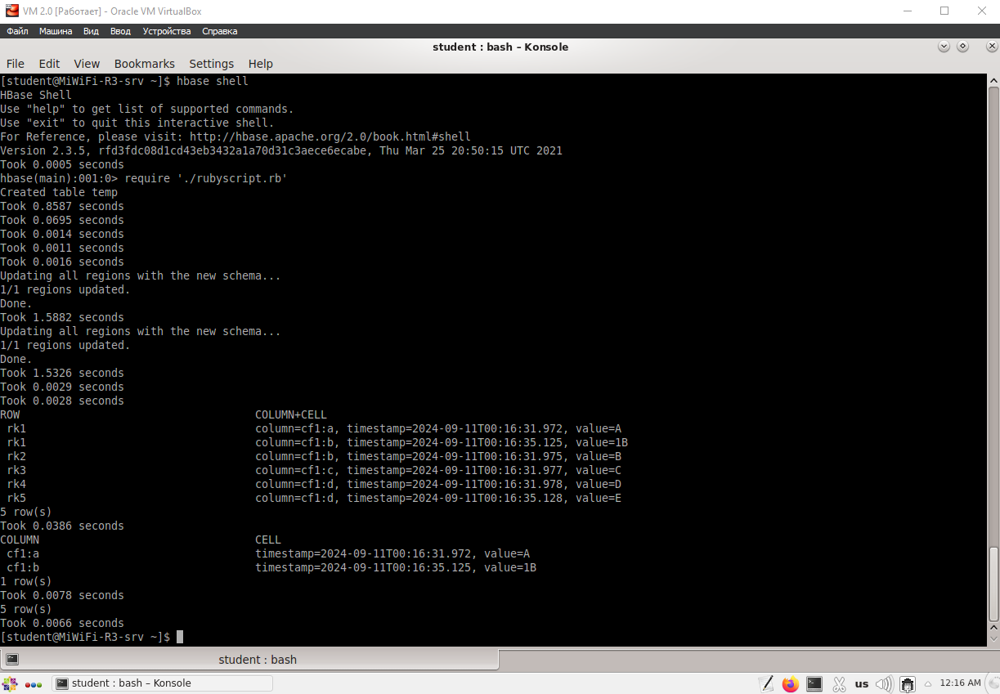 VM 2.0 [Работает] - Oracle VM VirtualBox
Файл Машина Вид Ввод Устройства Справка
student : bash – Konsole
File Edit View Bookmarks Settings Help
[student@MiWiFi-R3-srv ~]$ hbase shell
HBase Shell
Use "help" to get list of supported commands.
Use "exit" to quit this interactive shell.
For Reference, please visit: http://hbase.apache.org/2.0/book.html#shell
Version 2.3.5, rfd3fdc08d1cd43eb3432a1a70d31c3aece6ecabe, Thu Mar 25 20:50:15 UTC 2021
Took 0.0005 seconds
hbase(main):001:0> require './rubyscript.rb'
Created table temp
Took 0.8587 seconds
Took 0.0695 seconds
Took 0.0014 seconds
Took 0.0011 seconds
Took 0.0016 seconds
Updating all regions with the new schema...
1/1 regions updated.
Done.
Took 1.5882 seconds
Updating all regions with the new schema...
1/1 regions updated.
Done.
Took 1.5326 seconds
Took 0.0029 seconds
Took 0.0028 seconds
ROW COLUMN+CELL
rk1 column=cf1:a, timestamp=2024-09-11T00:16:31.972, value=A
rk1 column=cf1:b, timestamp=2024-09-11T00:16:35.125, value=1B
rk2 column=cf1:b, timestamp=2024-09-11T00:16:31.975, value=B
rk3 column=cf1:c, timestamp=2024-09-11T00:16:31.977, value=C
rk4 column=cf1:d, timestamp=2024-09-11T00:16:31.978, value=D
rk5 column=cf1:d, timestamp=2024-09-11T00:16:35.128, value=E
5 row(s)
Took 0.0386 seconds
COLUMN CELL
cf1:a timestamp=2024-09-11T00:16:31.972, value=A
cf1:b timestamp=2024-09-11T00:16:35.125, value=1B
1 row(s)
Took 0.0078 seconds
5 row(s)
Took 0.0066 seconds
[student@MiWiFi-R3-srv ~]$
student : bash
student : bash – Konsole us 12:16 AM